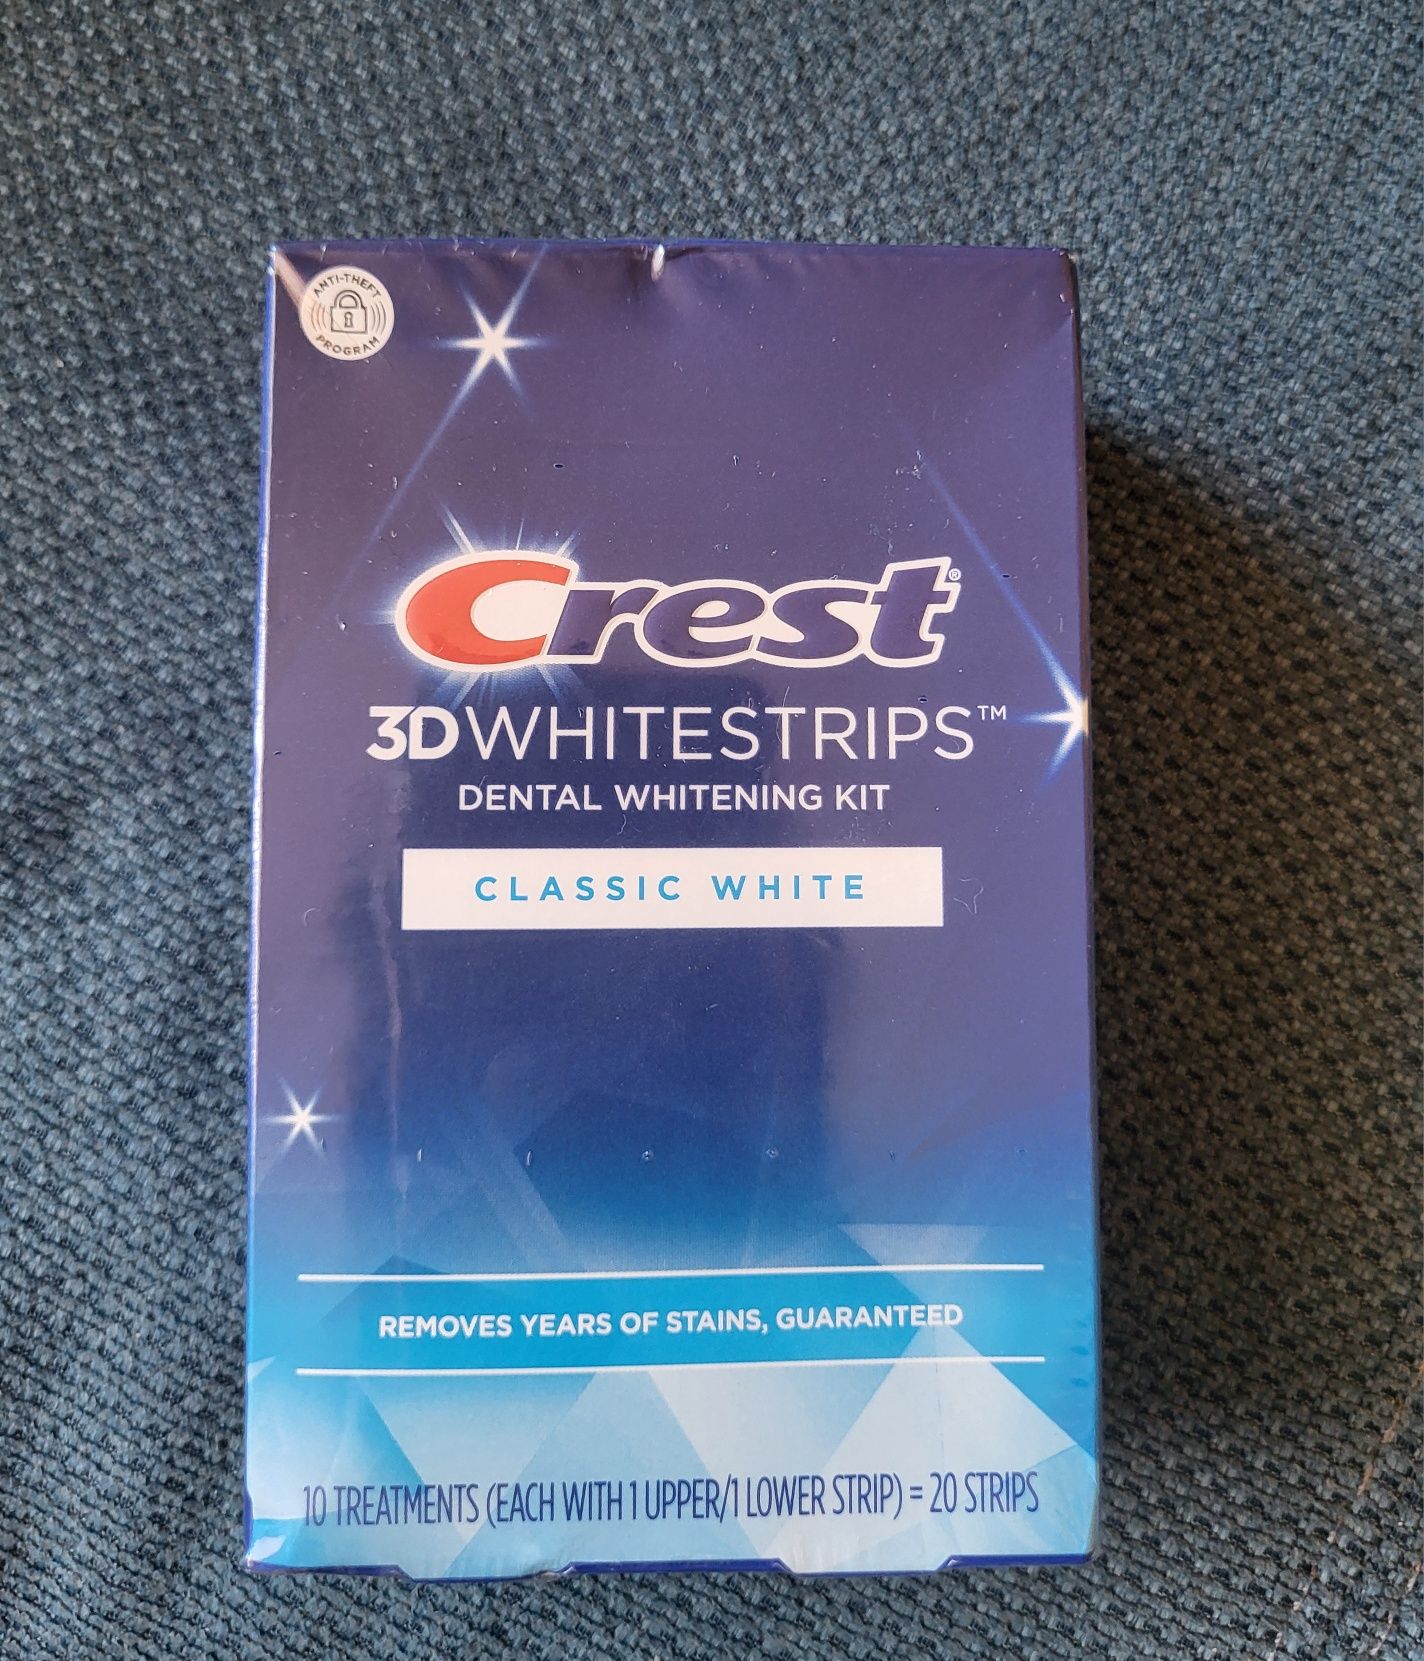 ANTI-THEFT
PROGRAM
Crest®
3DWHITESTRIPS™
DENTAL WHITENING KIT
CLASSIC WHITE
REMOVES YEARS OF STAINS, GUARANTEED
10 TREATMENTS (EACH WITH 1 UPPER/1 LOWER STRIP) = 20 STRIPS